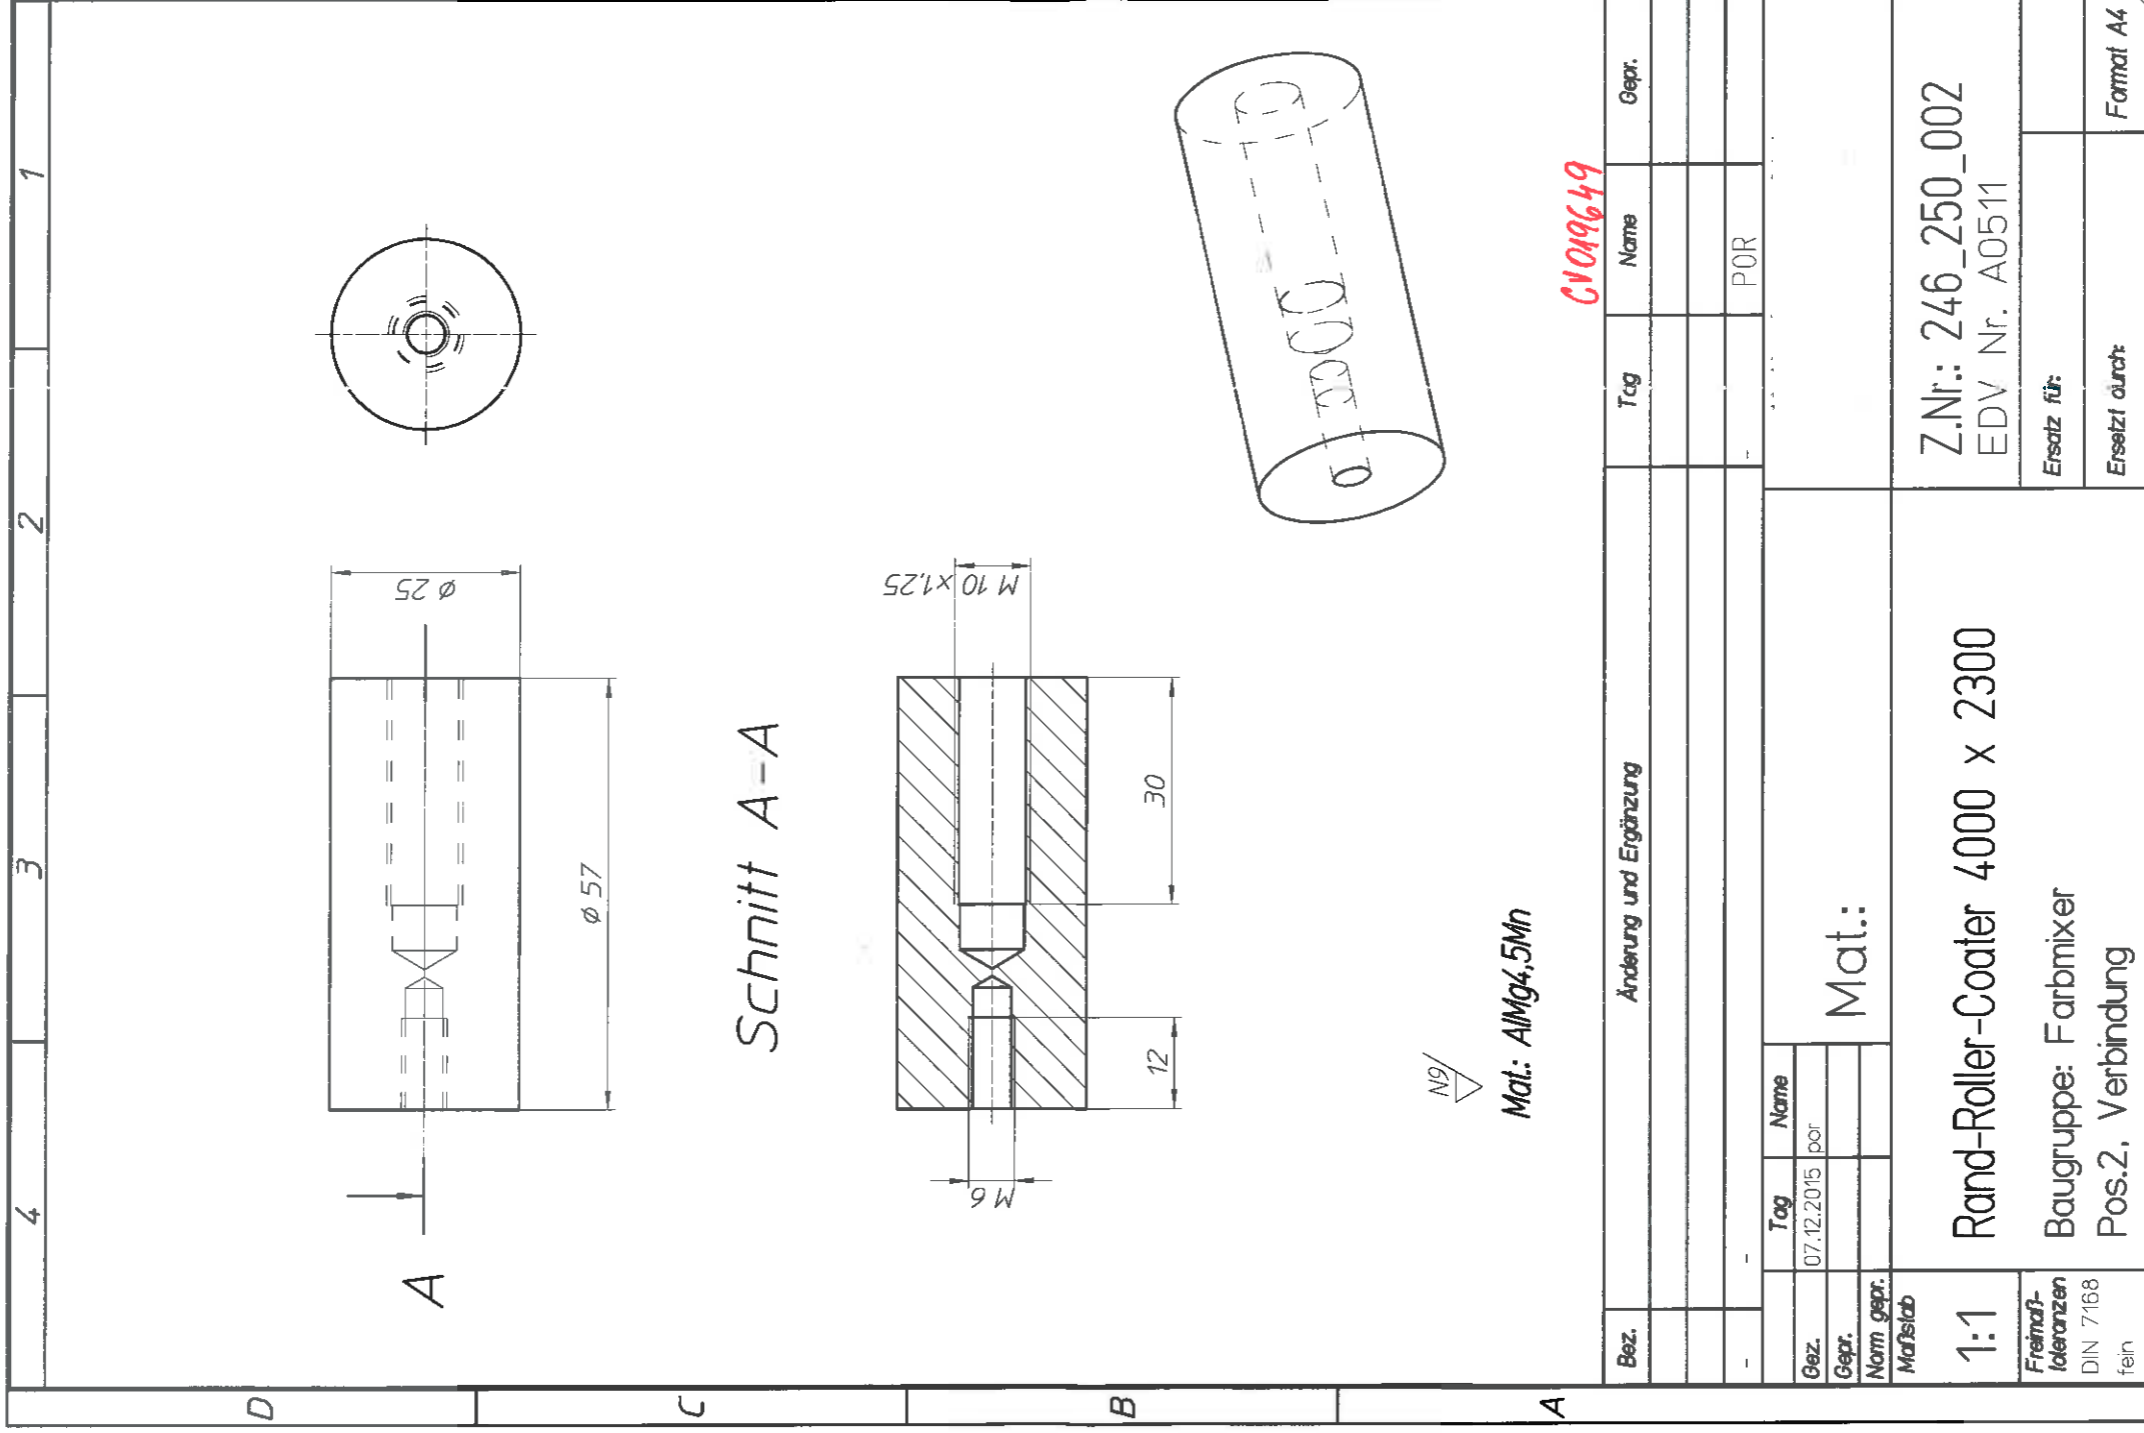 1
2
3
4
D
C
B
A
A
ø 25
ø 57
Schnitt A-A
M 10 x1,25
M 6
30
12
N9
Mat.: AlMg4,5Mn
CV019649
Bez.
Änderung und Ergänzung
Tag
Name
Gepr.
-
-
-
POR
Tag
Name
Gez.
07.12.2015
por
Gepr.
Norm gepr.
Mat.:
Maßstab
1:1
Rand-Roller-Coater 4000 x 2300
Z.Nr.: 246_250_002
EDV Nr. A0511
Freimaß-
toleranzen
DIN 7168
fein
Baugruppe: Farbmixer
Pos.2, Verbindung
Ersatz für:
Ersetzt durch:
Format A4